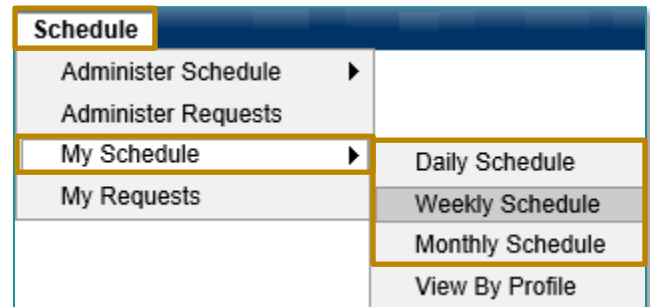 Schedule
Administer Schedule
Administer Requests
My Schedule
My Requests
Daily Schedule
Weekly Schedule
Monthly Schedule
View By Profile